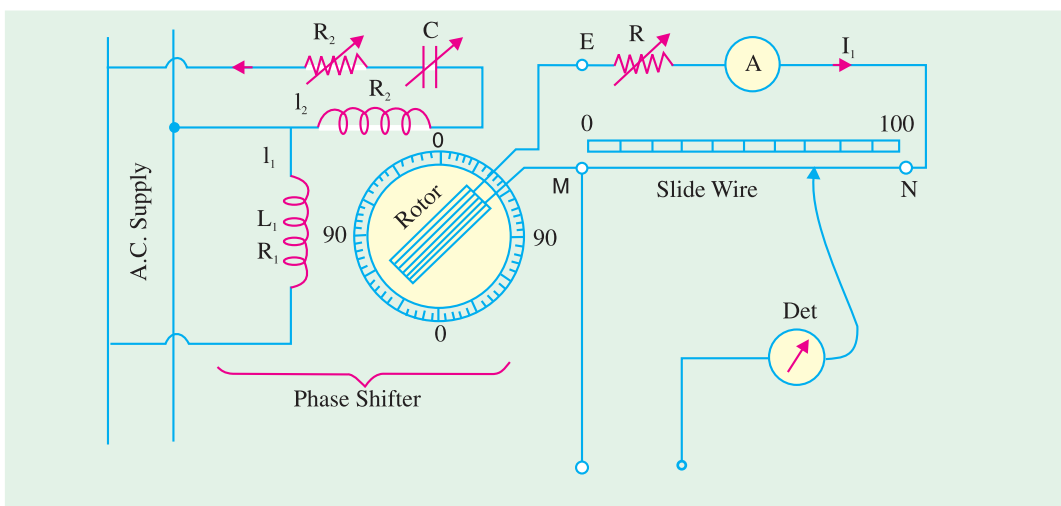 R₂
C
E
R
A
I₁
l₂
R₂
0
100
0
l₁
M
Slide Wire
N
A.C. Supply
Rotor
L₁
R₁
90
90
Det
0
Phase Shifter